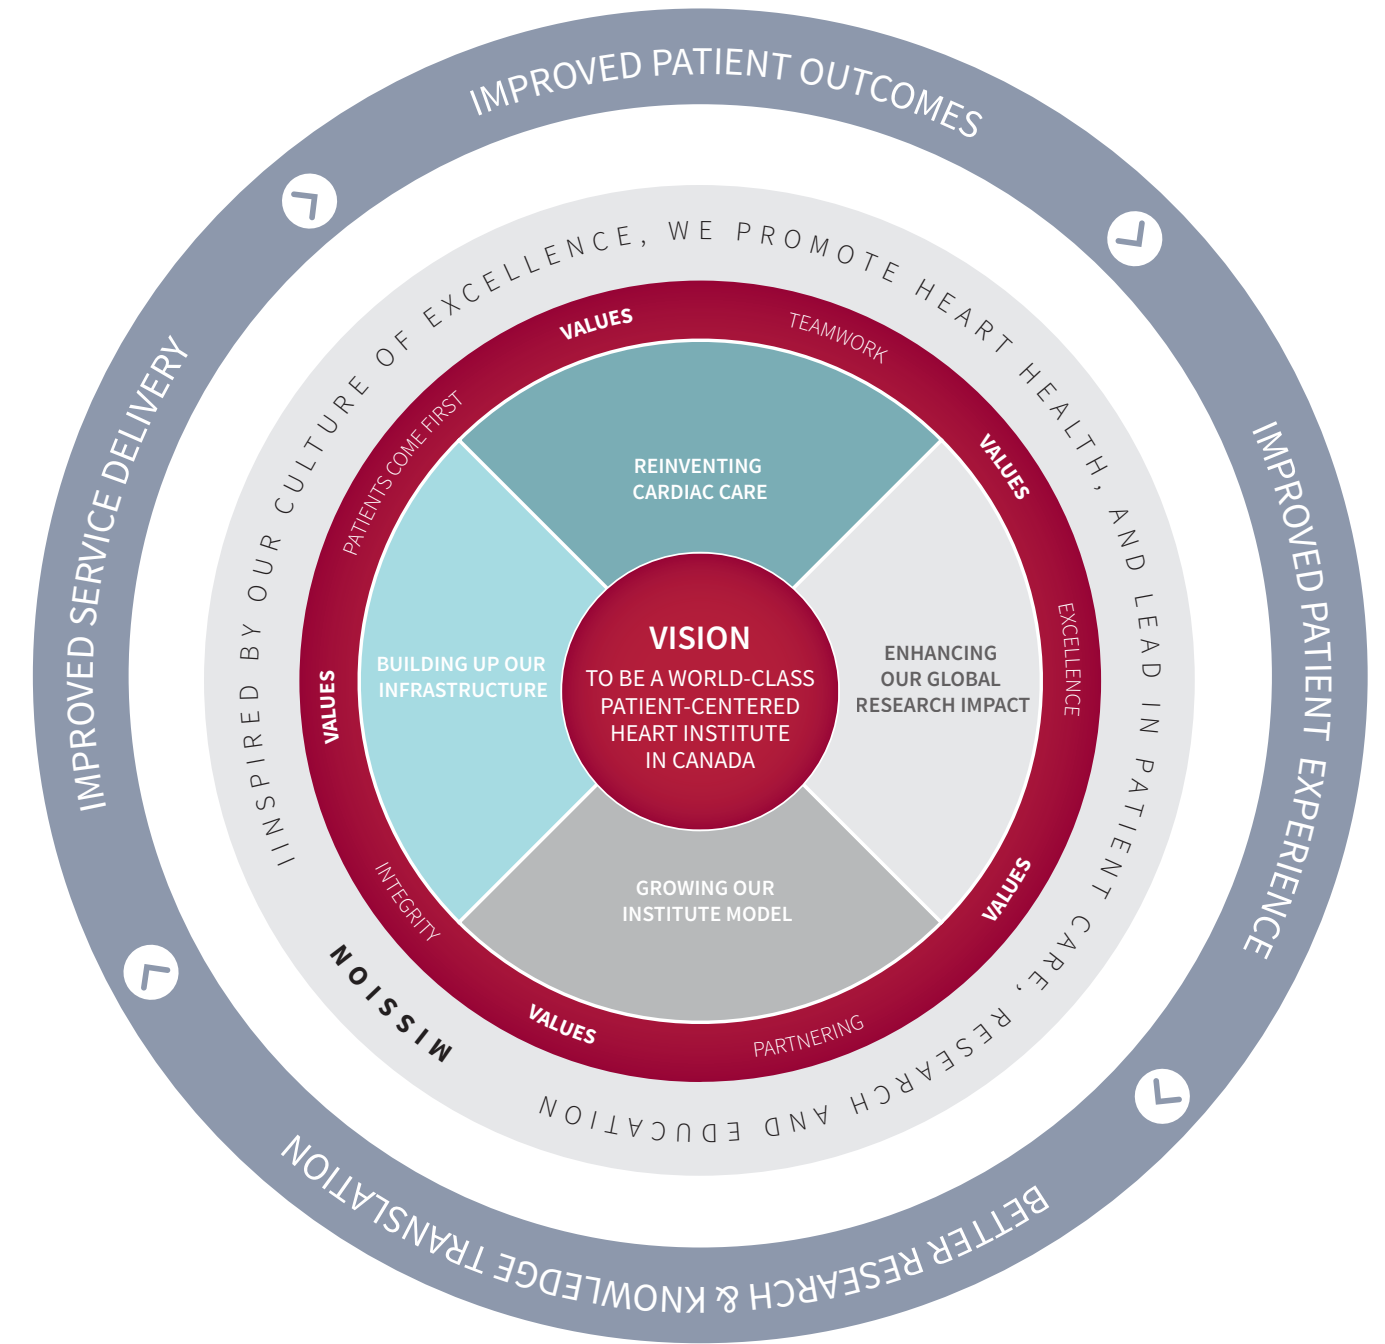 IMPROVED PATIENT OUTCOMES
IMPROVED PATIENT EXPERIENCE
BETTER RESEARCH & KNOWLEDGE TRANSLATION
IMPROVED SERVICE DELIVERY
MISSION
IINSPIRED BY OUR CULTURE OF EXCELLENCE, WE PROMOTE HEART HEALTH, AND LEAD IN PATIENT CARE, RESEARCH AND EDUCATION
VALUES
TEAMWORK
VALUES
EXCELLENCE
VALUES
PARTNERING
VALUES
INTEGRITY
VALUES
PATIENTS COME FIRST
REINVENTING
CARDIAC CARE
ENHANCING
OUR GLOBAL
RESEARCH IMPACT
GROWING OUR
INSTITUTE MODEL
BUILDING UP OUR
INFRASTRUCTURE
VISION
TO BE A WORLD-CLASS
PATIENT-CENTERED
HEART INSTITUTE
IN CANADA